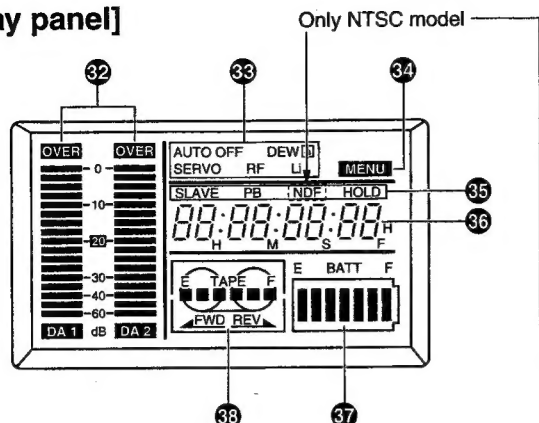 ay panel]
Only NTSC model
32 33 34
OVER OVER
AUTO OFF DEW
SERVO RF Li
MENU
SLAVE PB NDF HOLD
35
88:88:88:88H
36
H M S F
0
-10-
-20-
-30-
-40-
-60-
DA 1 dB DA 2
E TAPE F
FWD REV
E BATT F
38 37